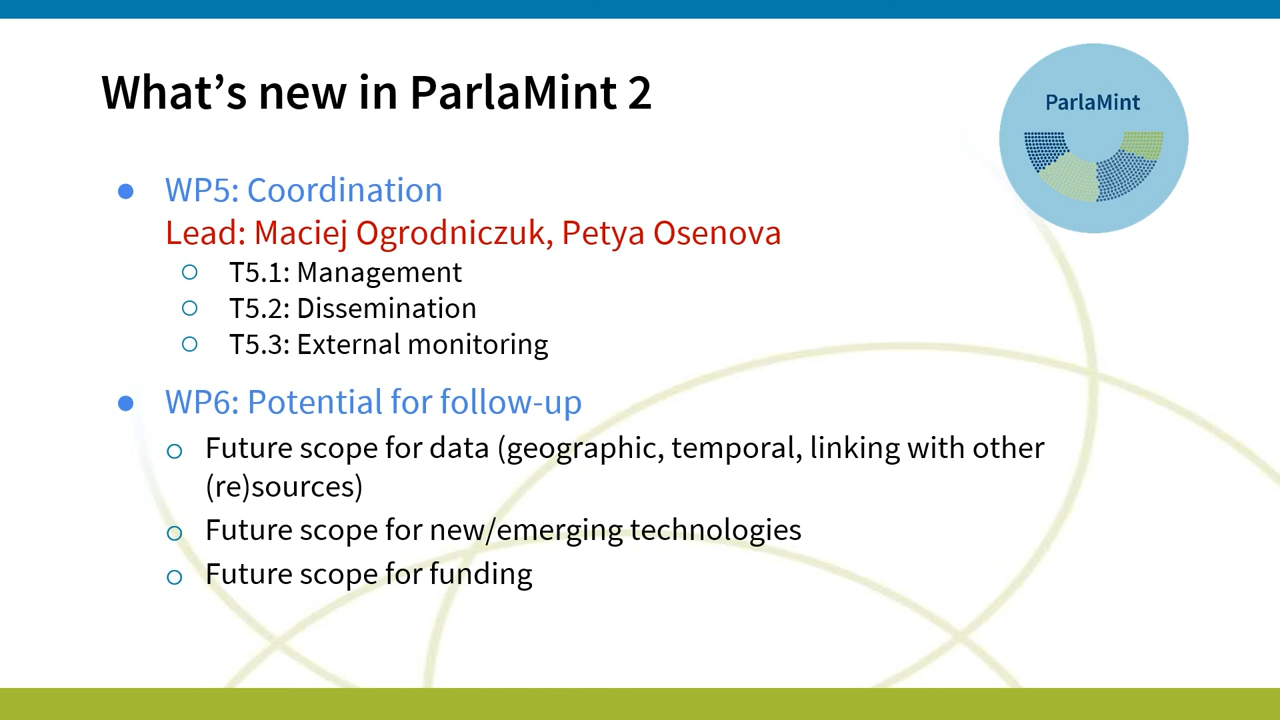 What’s new in ParlaMint 2
ParlaMint
WP5: Coordination
Lead: Maciej Ogrodniczuk, Petya Osenova
T5.1: Management
T5.2: Dissemination
T5.3: External monitoring
WP6: Potential for follow-up
Future scope for data (geographic, temporal, linking with other
(re)sources)
Future scope for new/emerging technologies
Future scope for funding